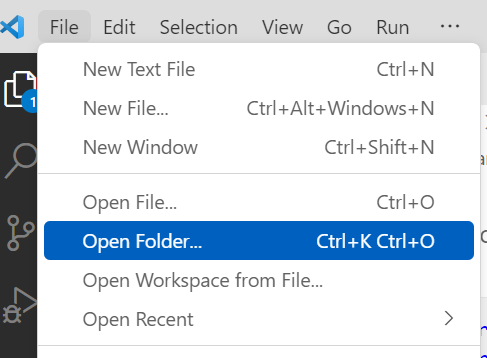 File Edit Selection View Go Run ...
New Text File Ctrl+N
New File... Ctrl+Alt+Windows+N
New Window Ctrl+Shift+N
Open File... Ctrl+O
Open Folder... Ctrl+K Ctrl+O
Open Workspace from File...
Open Recent
1